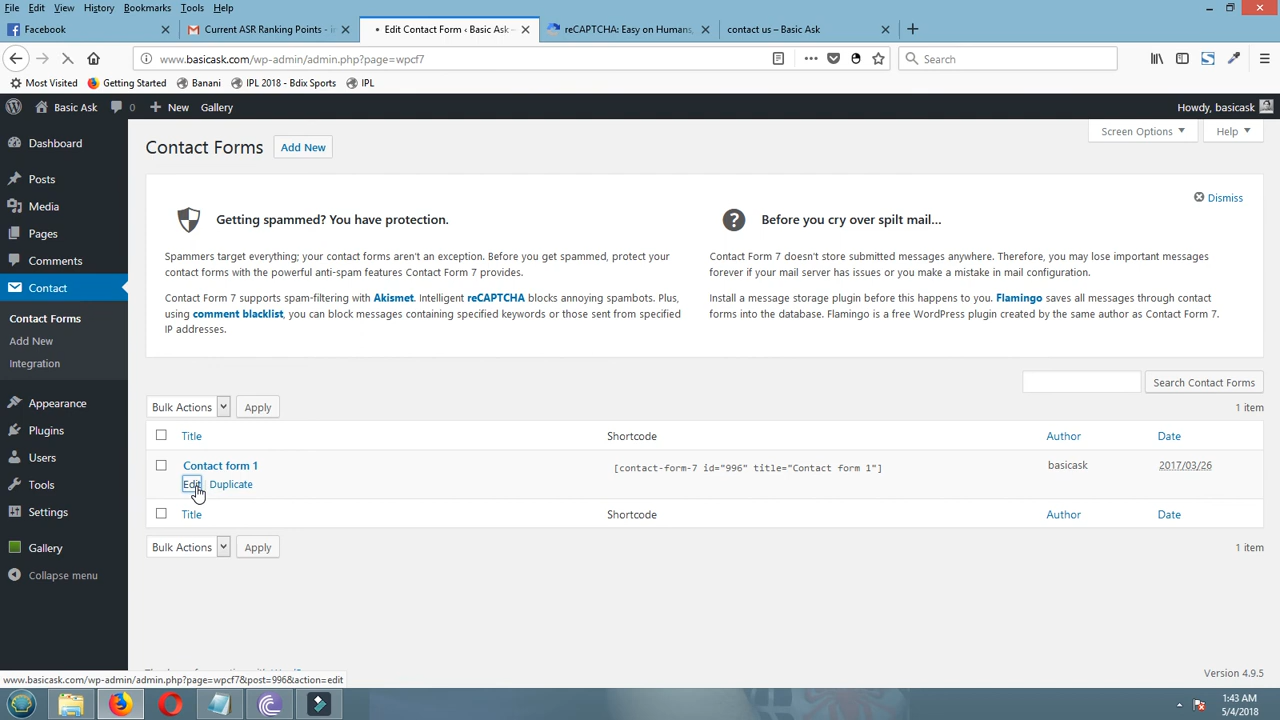 File Edit View History Bookmarks Tools Help
Facebook
Current ASR Ranking Points - i
Edit Contact Form ‹ Basic Ask —
reCAPTCHA: Easy on Humans,
contact us – Basic Ask
www.basicask.com/wp-admin/admin.php?page=wpcf7
Search
Most Visited
Getting Started
Banani
IPL 2018 - Bdix Sports
IPL
Basic Ask
0
New
Gallery
Howdy, basicask
Screen Options
Help
Dashboard
Posts
Media
Pages
Comments
Contact
Contact Forms
Add New
Integration
Appearance
Plugins
Users
Tools
Settings
Gallery
Collapse menu
Contact Forms
Add New
Dismiss
Getting spammed? You have protection.
Spammers target everything; your contact forms aren't an exception. Before you get spammed, protect your
contact forms with the powerful anti-spam features Contact Form 7 provides.
Contact Form 7 supports spam-filtering with Akismet. Intelligent reCAPTCHA blocks annoying spambots. Plus,
using comment blacklist, you can block messages containing specified keywords or those sent from specified
IP addresses.
Before you cry over spilt mail…
Contact Form 7 doesn't store submitted messages anywhere. Therefore, you may lose important messages
forever if your mail server has issues or you make a mistake in mail configuration.
Install a message storage plugin before this happens to you. Flamingo saves all messages through contact
forms into the database. Flamingo is a free WordPress plugin created by the same author as Contact Form 7.
Search Contact Forms
Bulk Actions
Apply
1 item
Title
Shortcode
Author
Date
Contact form 1
[contact-form-7 id="996" title="Contact form 1"]
basicask
2017/03/26
Edit
Duplicate
Title
Shortcode
Author
Date
Bulk Actions
Apply
1 item
Version 4.9.5
www.basicask.com/wp-admin/admin.php?page=wpcf7&post=996&action=edit
1:43 AM
5/4/2018